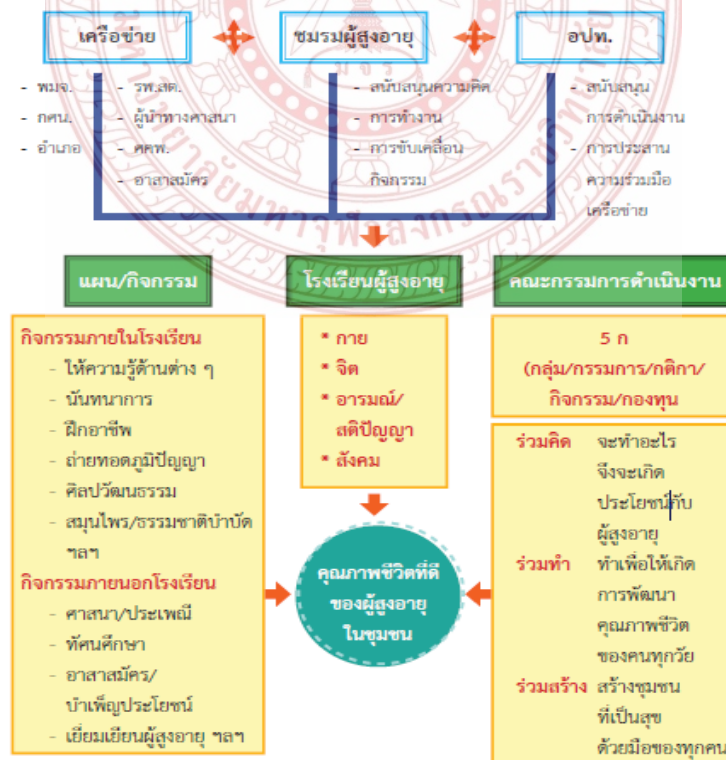 เครือข่าย
ชมรมผู้สูงอายุ
อปท.
- พมจ.
- กศน.
- อำเภอ
- รพ.สต.
- ผู้นำทางศาสนา
- ศคพ.
- อาสาสมัคร
- สนับสนุนความคิด
- การทำงาน
- การขับเคลื่อน
กิจกรรม
- สนับสนุน
การดำเนินงาน
- การประสาน
ความร่วมมือ
เครือข่าย
แผน/กิจกรรม
โรงเรียนผู้สูงอายุ
คณะกรรมการดำเนินงาน
กิจกรรมภายในโรงเรียน
- ให้ความรู้ด้านต่าง ๆ
- นันทนาการ
- ฝึกอาชีพ
- ถ่ายทอดภูมิปัญญา
- ศิลปวัฒนธรรม
- สมุนไพร/ธรรมชาติบำบัด
ฯลฯ
กิจกรรมภายนอกโรงเรียน
- ศาสนา/ประเพณี
- ทัศนศึกษา
- อาสาสมัคร/
บำเพ็ญประโยชน์
- เยี่ยมเยียนผู้สูงอายุ ฯลฯ
* กาย
* จิต
* อารมณ์/
สติปัญญา
* สังคม
คุณภาพชีวิตที่ดี
ของผู้สูงอายุ
ในชุมชน
5 ก
(กลุ่ม/กรรมการ/กติกา/
กิจกรรม/กองทุน
ร่วมคิด จะทำอะไร
จึงจะเกิด
ประโยชน์กับ
ผู้สูงอายุ
ร่วมทำ ทำเพื่อให้เกิด
การพัฒนา
คุณภาพชีวิต
ของคนทุกวัย
ร่วมสร้าง สร้างชุมชน
ที่เป็นสุข
ด้วยมือของทุกคน
มหาจุฬาลงกรณราชวิทยาลัย